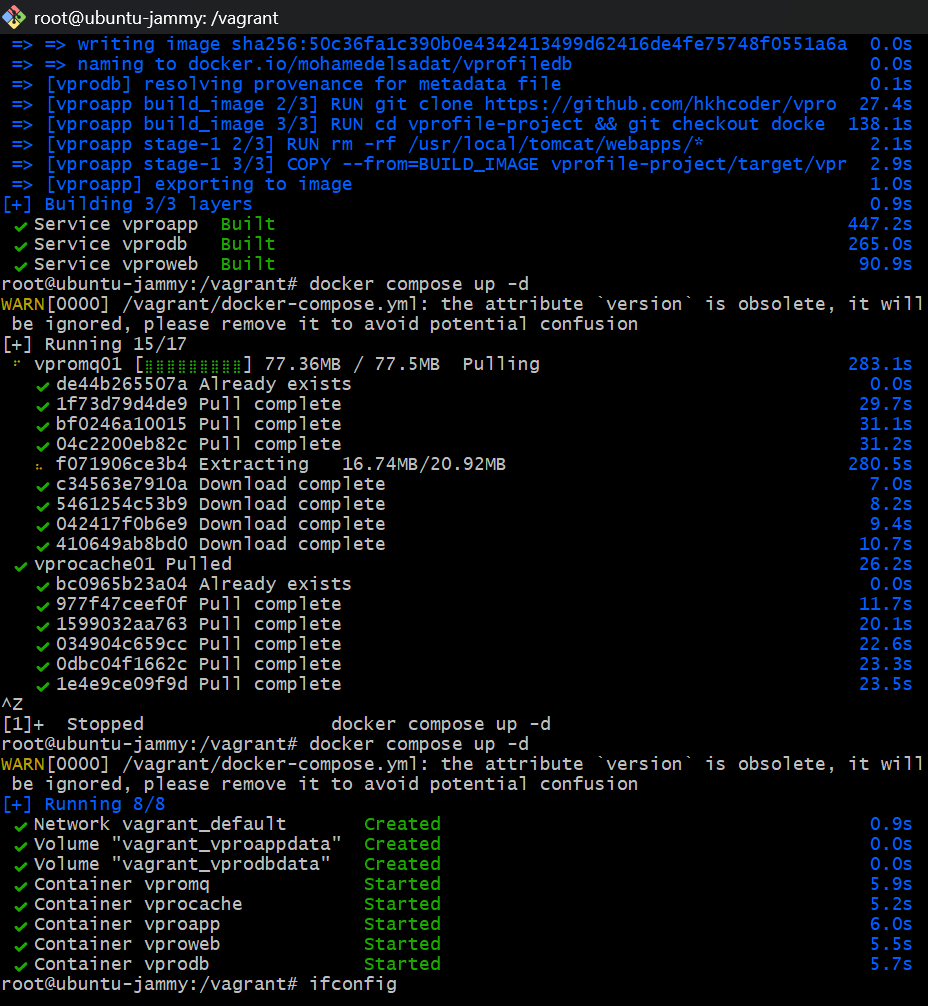 root@ubuntu-jammy: /vagrant
=> => writing image sha256:50c36fa1c390b0e4342413499d62416de4fe75748f0551a6a 0.0s
=> => naming to docker.io/mohamedelsadat/vprofiledb 0.0s
=> [vprodb] resolving provenance for metadata file 0.1s
=> [vproapp build_image 2/3] RUN git clone https://github.com/hkhcoder/vpro 27.4s
=> [vproapp build_image 3/3] RUN cd vprofile-project && git checkout docke 138.1s
=> [vproapp stage-1 2/3] RUN rm -rf /usr/local/tomcat/webapps/* 2.1s
=> [vproapp stage-1 3/3] COPY --from=BUILD_IMAGE vprofile-project/target/vpr 2.9s
=> [vproapp] exporting to image 1.0s
[+] Building 3/3 layers 0.9s
✔ Service vproapp Built 447.2s
✔ Service vprodb Built 265.0s
✔ Service vproweb Built 90.9s
root@ubuntu-jammy:/vagrant# docker compose up -d
WARN[0000] /vagrant/docker-compose.yml: the attribute `version` is obsolete, it will
be ignored, please remove it to avoid potential confusion
[+] Running 15/17
vpromq01 [⣿⣿⣿⣿⣿⣿⣿⣿⣿] 77.36MB / 77.5MB Pulling 283.1s
✔ de44b265507a Already exists 0.0s
✔ 1f73d79d4de9 Pull complete 29.7s
✔ bf0246a10015 Pull complete 31.1s
✔ 04c2200eb82c Pull complete 31.2s
f071906ce3b4 Extracting 16.74MB/20.92MB 280.5s
✔ c34563e7910a Download complete 7.0s
✔ 5461254c53b9 Download complete 8.2s
✔ 042417f0b6e9 Download complete 9.4s
✔ 410649ab8bd0 Download complete 10.7s
✔ vprocache01 Pulled 26.2s
✔ bc0965b23a04 Already exists 0.0s
✔ 977f47ceef0f Pull complete 11.7s
✔ 1599032aa763 Pull complete 20.1s
✔ 034904c659cc Pull complete 22.6s
✔ 0dbc04f1662c Pull complete 23.3s
✔ 1e4e9ce09f9d Pull complete 23.5s
^Z
[1]+ Stopped docker compose up -d
root@ubuntu-jammy:/vagrant# docker compose up -d
WARN[0000] /vagrant/docker-compose.yml: the attribute `version` is obsolete, it will
be ignored, please remove it to avoid potential confusion
[+] Running 8/8
✔ Network vagrant_default Created 0.9s
✔ Volume "vagrant_vproappdata" Created 0.0s
✔ Volume "vagrant_vprodbdata" Created 0.0s
✔ Container vpromq Started 5.9s
✔ Container vprocache Started 5.2s
✔ Container vproapp Started 6.0s
✔ Container vproweb Started 5.5s
✔ Container vprodb Started 5.7s
root@ubuntu-jammy:/vagrant# ifconfig